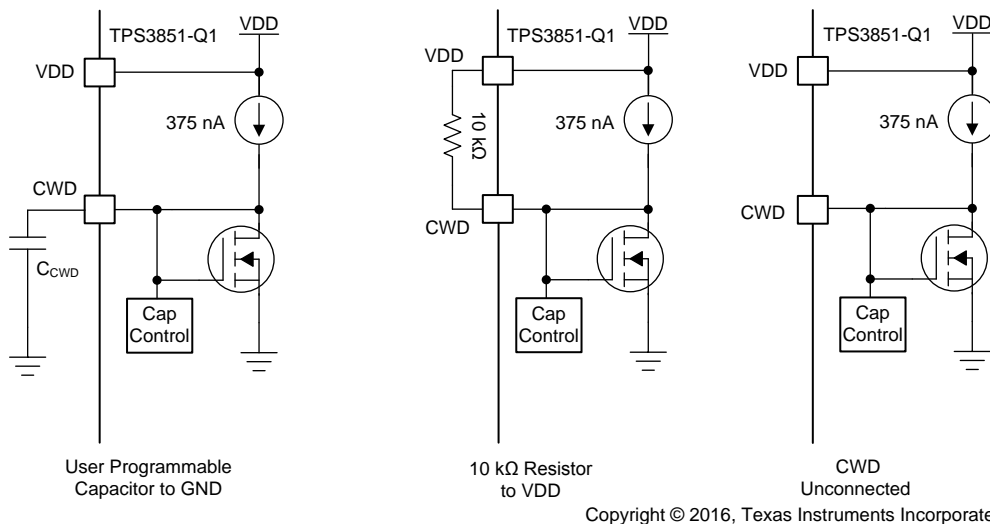 TPS3851-Q1
VDD
VDD
375 nA
CWD
CCWD
Cap
Control
User Programmable
Capacitor to GND
TPS3851-Q1
VDD
VDD
10 kΩ
375 nA
CWD
Cap
Control
10 kΩ Resistor
to VDD
TPS3851-Q1
VDD
VDD
375 nA
CWD
Cap
Control
CWD
Unconnected
Copyright © 2016, Texas Instruments Incorporate